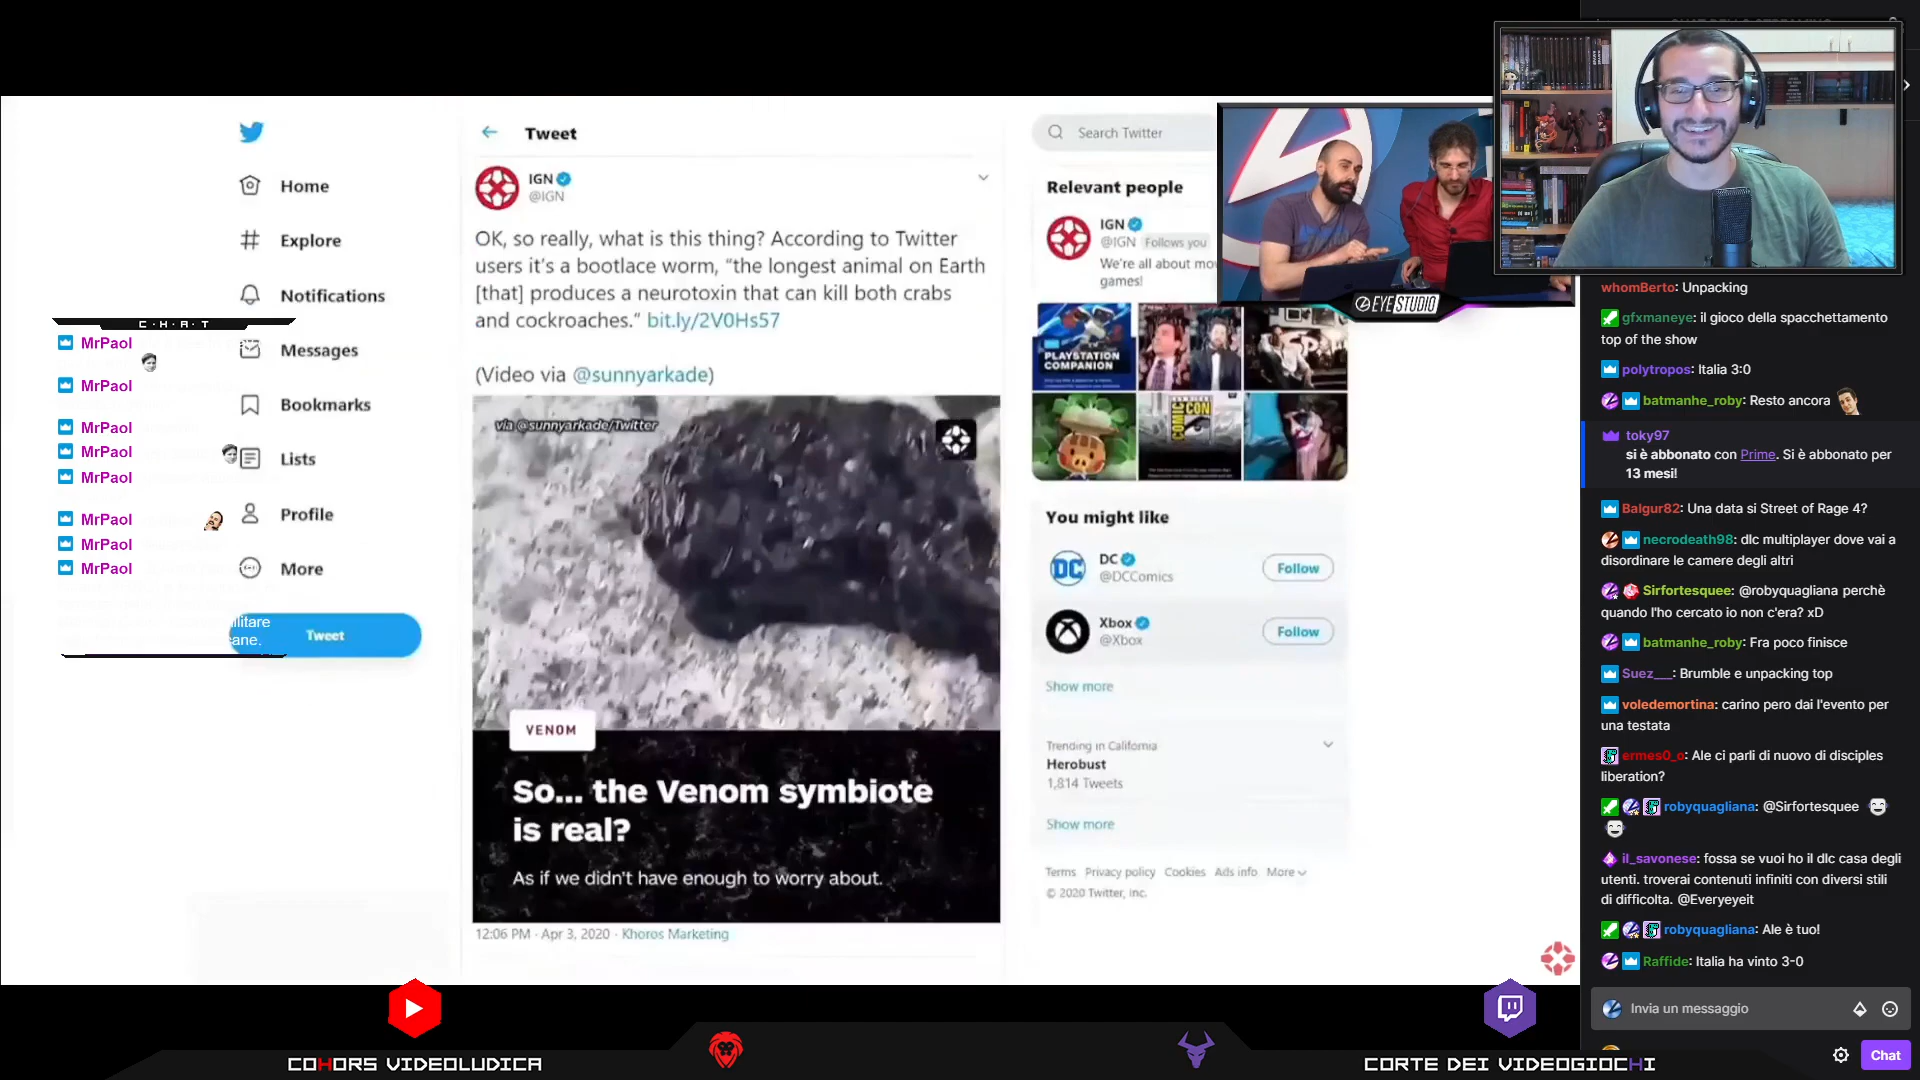 Tweet
Search Twitter
Home
Explore
Notifications
Messages
Bookmarks
Lists
Profile
More
Tweet
C·H·A·T
MrPaol
MrPaol
MrPaol
MrPaol
MrPaol
MrPaol
MrPaol
MrPaol
IGN
@IGN
OK, so really, what is this thing? According to Twitter
users it's a bootlace worm, "the longest animal on Earth
[that] produces a neurotoxin that can kill both crabs
and cockroaches." bit.ly/2V0Hs57
(Video via @sunnyarkade)
via @sunnyarkade/Twitter
VENOM
So... the Venom symbiote
is real?
As if we didn't have enough to worry about.
12:06 PM · Apr 3, 2020 · Khoros Marketing
Relevant people
IGN
@IGN Follows you
We're all about
games!
PLAYSTATION
COMPANION
COMIC
CON
You might like
DC
@DCComics
Follow
Xbox
@Xbox
Follow
Show more
Trending in California
Herobust
1,814 Tweets
Show more
Terms Privacy policy Cookies Ads info More
© 2020 Twitter, Inc.
EYE STUDIO
whomBerto: Unpacking
gfxmaneye: il gioco della spacchettamento
top of the show
polytropos: Italia 3:0
batmanhe_roby: Resto ancora
toky97
si è abbonato con Prime. Si è abbonato per
13 mesi!
Balgur82: Una data si Street of Rage 4?
necrodeath98: dlc multiplayer dove vai a
disordinare le camere degli altri
Sirfortesquee: @robyquagliana perchè
quando l'ho cercato io non c'era? xD
batmanhe_roby: Fra poco finisce
Suez___: Brumble e unpacking top
voledemortina: carino pero dai l'evento per
una testata
ermes0_o: Ale ci parli di nuovo di disciples
liberation?
robyquagliana: @Sirfortesquee
il_savonese: fossa se vuoi ho il dlc casa degli
utenti. troverai contenuti infiniti con diversi stili
di difficolta. @Everyeyeit
robyquagliana: Ale è tuo!
Raffide: Italia ha vinto 3-0
Invia un messaggio
Chat
COHORS VIDEOLUDICA
CORTE DEI VIDEOGIOCHI